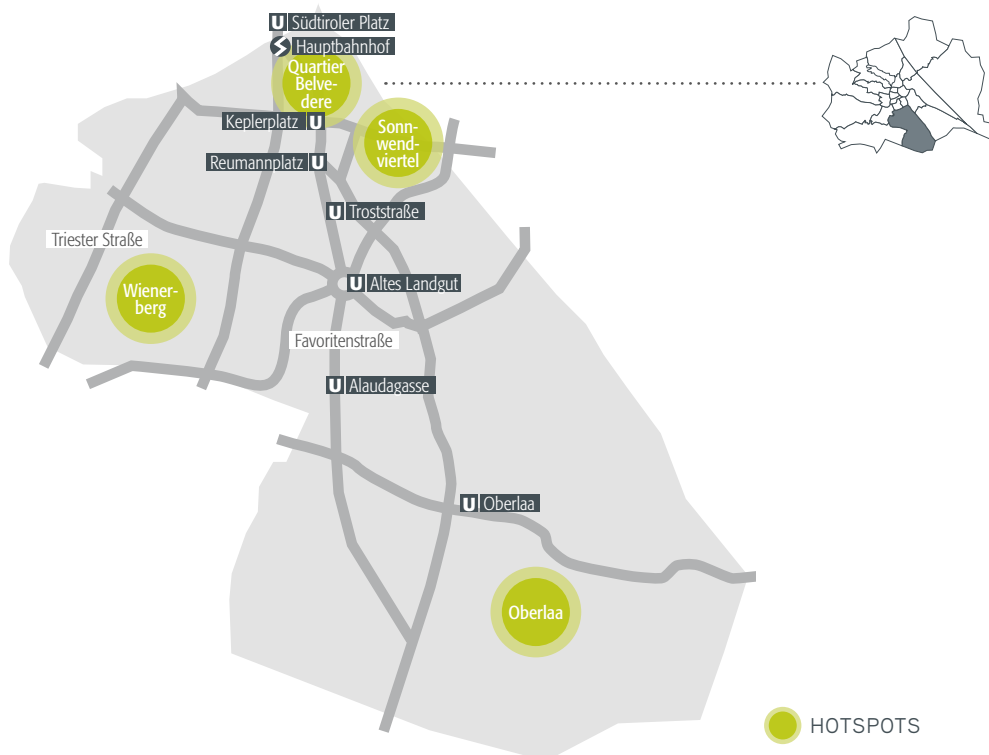 U Südtiroler Platz
Hauptbahnhof
Quartier
Belve-
dere
Keplerplatz U
Sonn-
wend-
viertel
Reumannplatz U
U Troststraße
Triester Straße
Wiener-
berg
U Altes Landgut
Favoritenstraße
U Alaudagasse
U Oberlaa
Oberlaa
HOTSPOTS